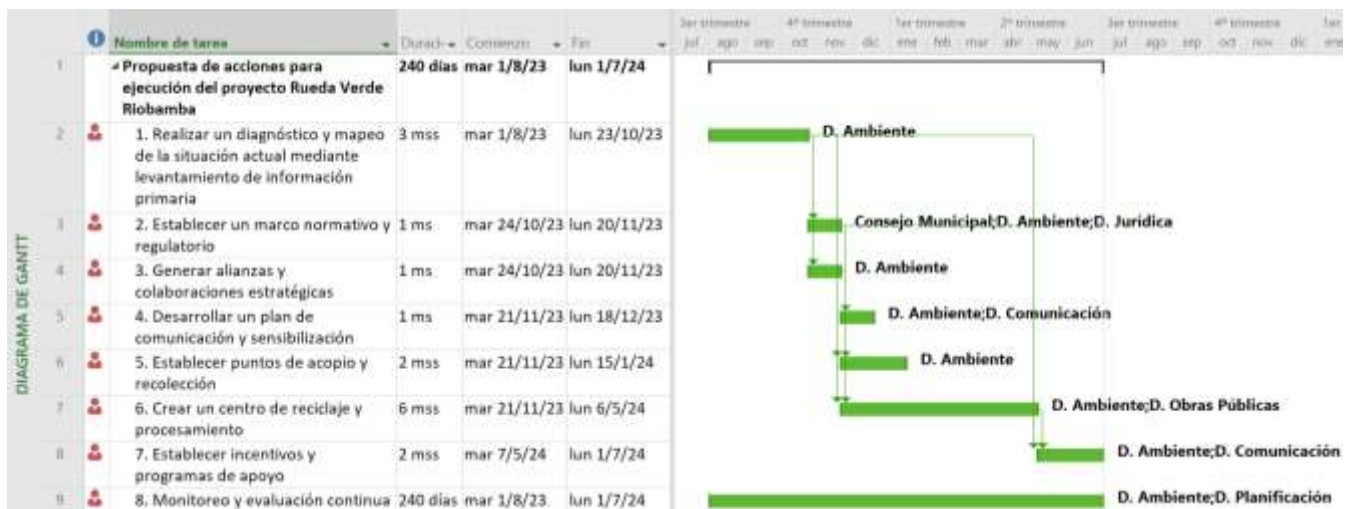 1er trimestre 2º trimestre 3er trimestre 4º trimestre 1er
Nombre de tarea Comienzo Fin jul ago sep oct nov dic ene feb mar abr may jun jul ago sep oct nov dic ene
1 Propuesta de acciones para 240 días mar 1/8/23 lun 1/7/24
ejecución del proyecto Rueda Verde
Riobamba
2 1. Realizar un diagnóstico y mapeo 3 mss mar 1/8/23 lun 23/10/23 D. Ambiente
de la situación actual mediante
levantamiento de información
primaria
3 2. Establecer un marco normativo y 1 ms mar 24/10/23 lun 20/11/23 Consejo Municipal;D. Ambiente;D. Juridica
regulatorio
4 3. Generar alianzas y 1 ms mar 24/10/23 lun 20/11/23 D. Ambiente
colaboraciones estratégicas
5 4. Desarrollar un plan de 1 ms mar 21/11/23 lun 18/12/23 D. Ambiente;D. Comunicación
comunicación y sensibilización
6 5. Establecer puntos de acopio y 2 mss mar 21/11/23 lun 15/1/24 D. Ambiente
recolección
7 6. Crear un centro de reciclaje y 6 mss mar 21/11/23 lun 6/5/24 D. Ambiente;D. Obras Públicas
procesamiento
8 7. Establecer incentivos y 2 mss mar 7/5/24 lun 1/7/24 D. Ambiente;D. Comunicación
programas de apoyo
9 8. Monitoreo y evaluación continua 240 días mar 1/8/23 lun 1/7/24 D. Ambiente;D. Planificación
DIAGRAMA DE GANTT